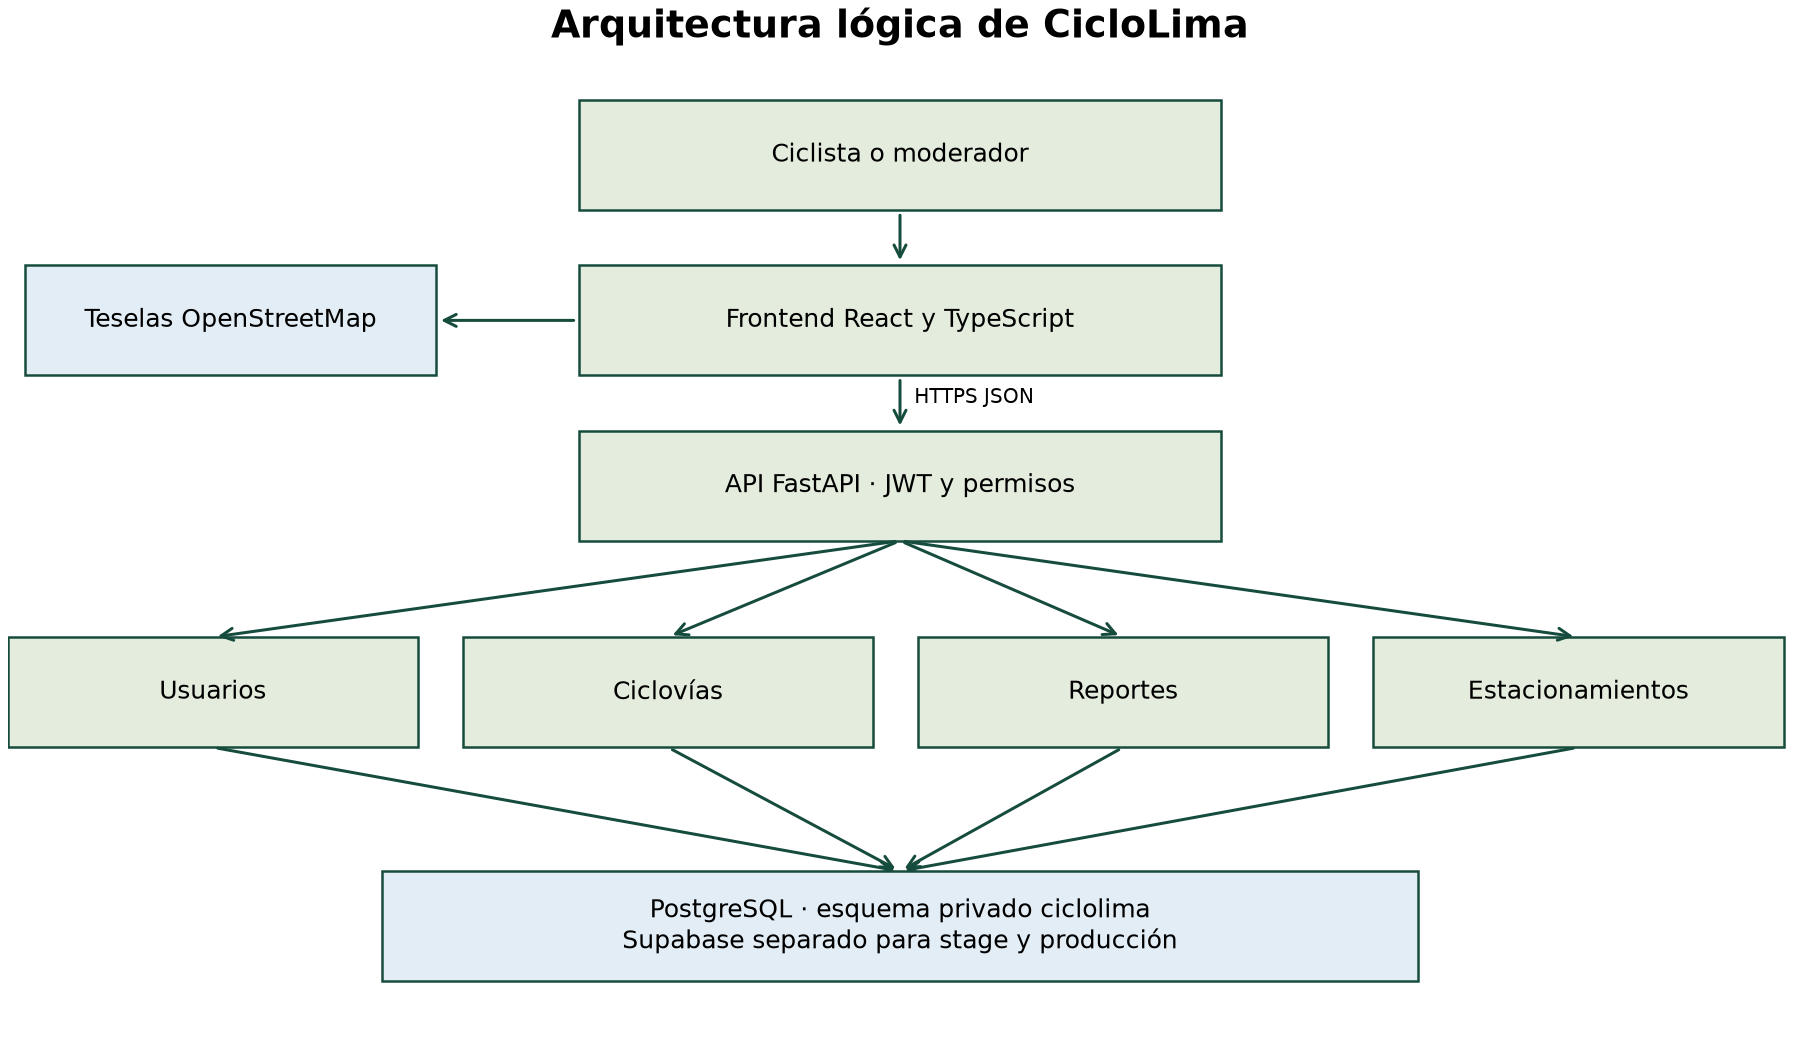 Arquitectura lógica de CicloLima
Ciclista o moderador
Teselas OpenStreetMap
Frontend React y TypeScript
HTTPS JSON
API FastAPI · JWT y permisos
Usuarios
Ciclovías
Reportes
Estacionamientos
PostgreSQL · esquema privado ciclolima
Supabase separado para stage y producción